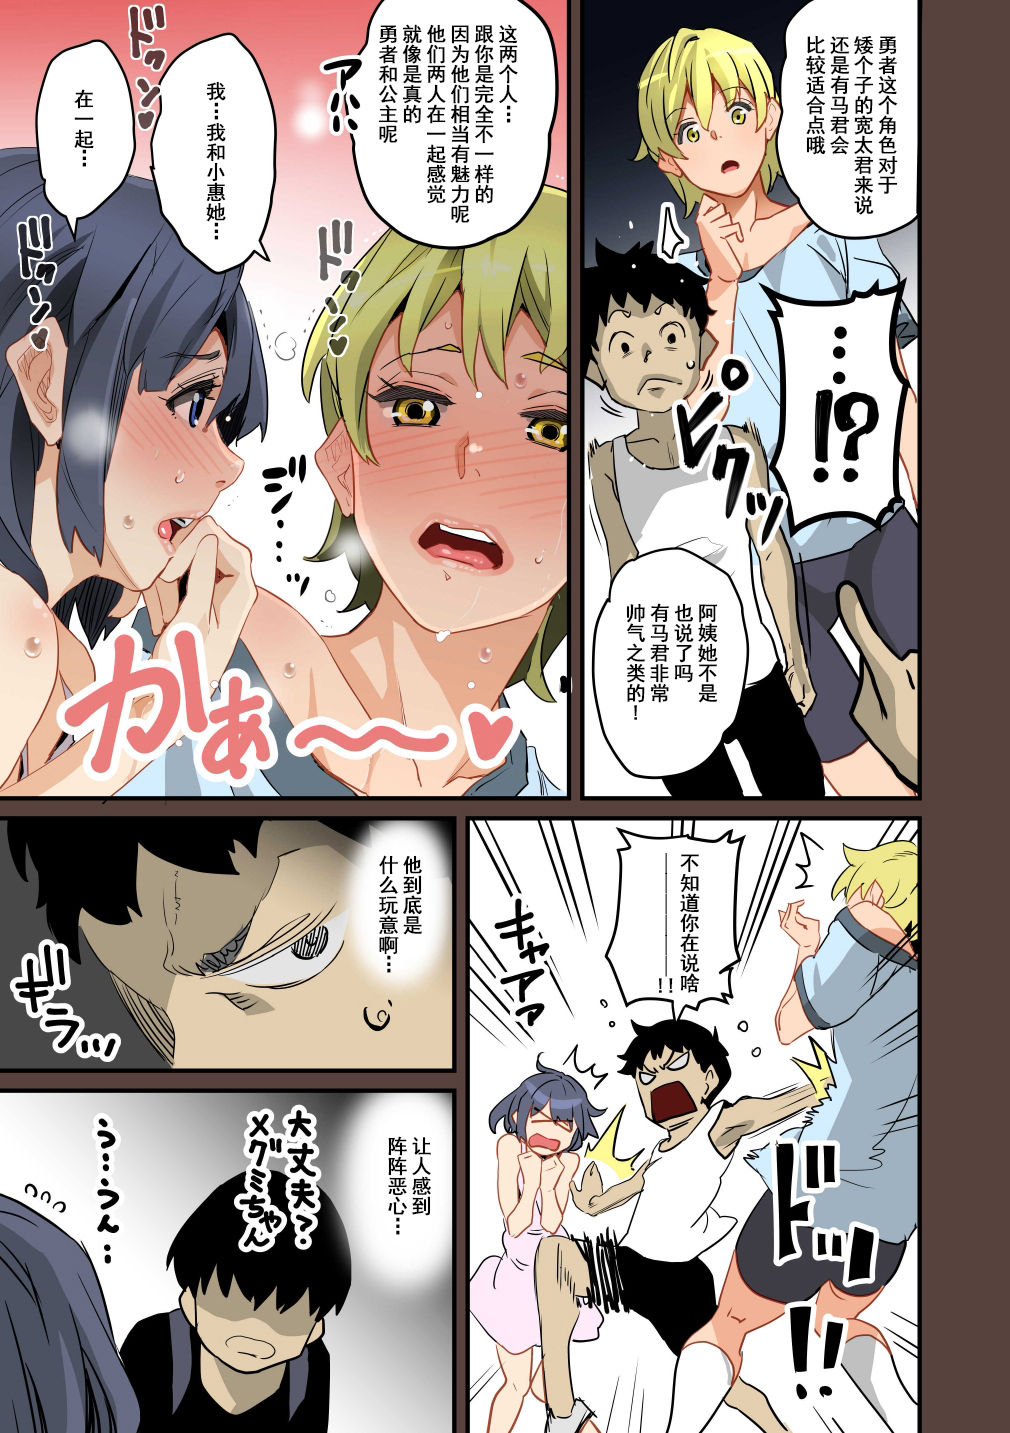 勇者这个角色对于
矮个子的宽太君来说
还是有马君会
比较适合点哦
…
…!?
ピクッ
阿姨她不是
也说了吗
有马君非常
帅气之类的!
这两个人…
跟你是完全不一样的
因为他们相当有魅力呢
他们两人在一起感觉
就像是真的
勇者和公主呢
アハハ
我…
我和小惠她…
在
一起…
ドックン♡
ドックン♡
ドックン♡
ジ…ッ
かぁ〜〜♥
不知道你在说啥
――――!!
キャアアッ
ドンッ
!!
他到底是
什么玩意啊…
ギラッ
让人感到
阵阵恶心…
大丈夫?
メグミちゃん
う…うん…